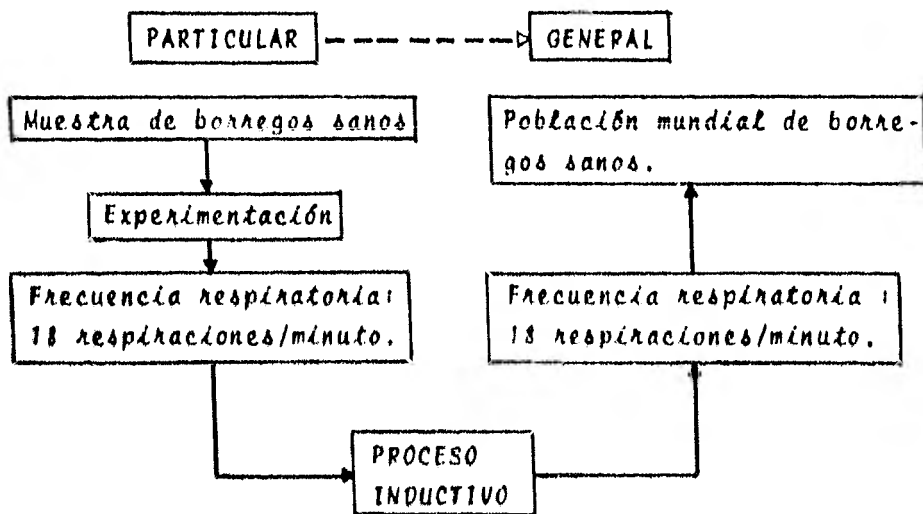 PARTICULAR
GENERAL
Muestra de borregos sanos
Experimentación
Frecuencia respiratoria:
18 respiraciones/minuto.
PROCESO
INDUCTIVO
Frecuencia respiratoria :
18 respiraciones/minuto.
Población mundial de borre-
gos sanos.